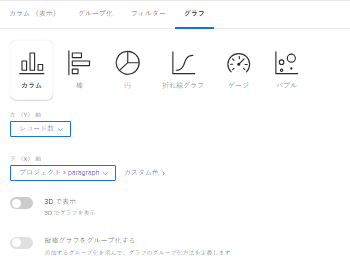 カラム （表示） グループ化 フィルター グラフ
カラム 棒 円 折れ線グラフ ゲージ バブル
左 （Y） 軸
レコード数
下 （X） 軸
プロジェクト > paragraph カスタム色 >
3D で表示
3D でグラフを表示
縦棒グラフをグループ化する
追加するグループ化を選んで、グラフのグループ化方法を定義します